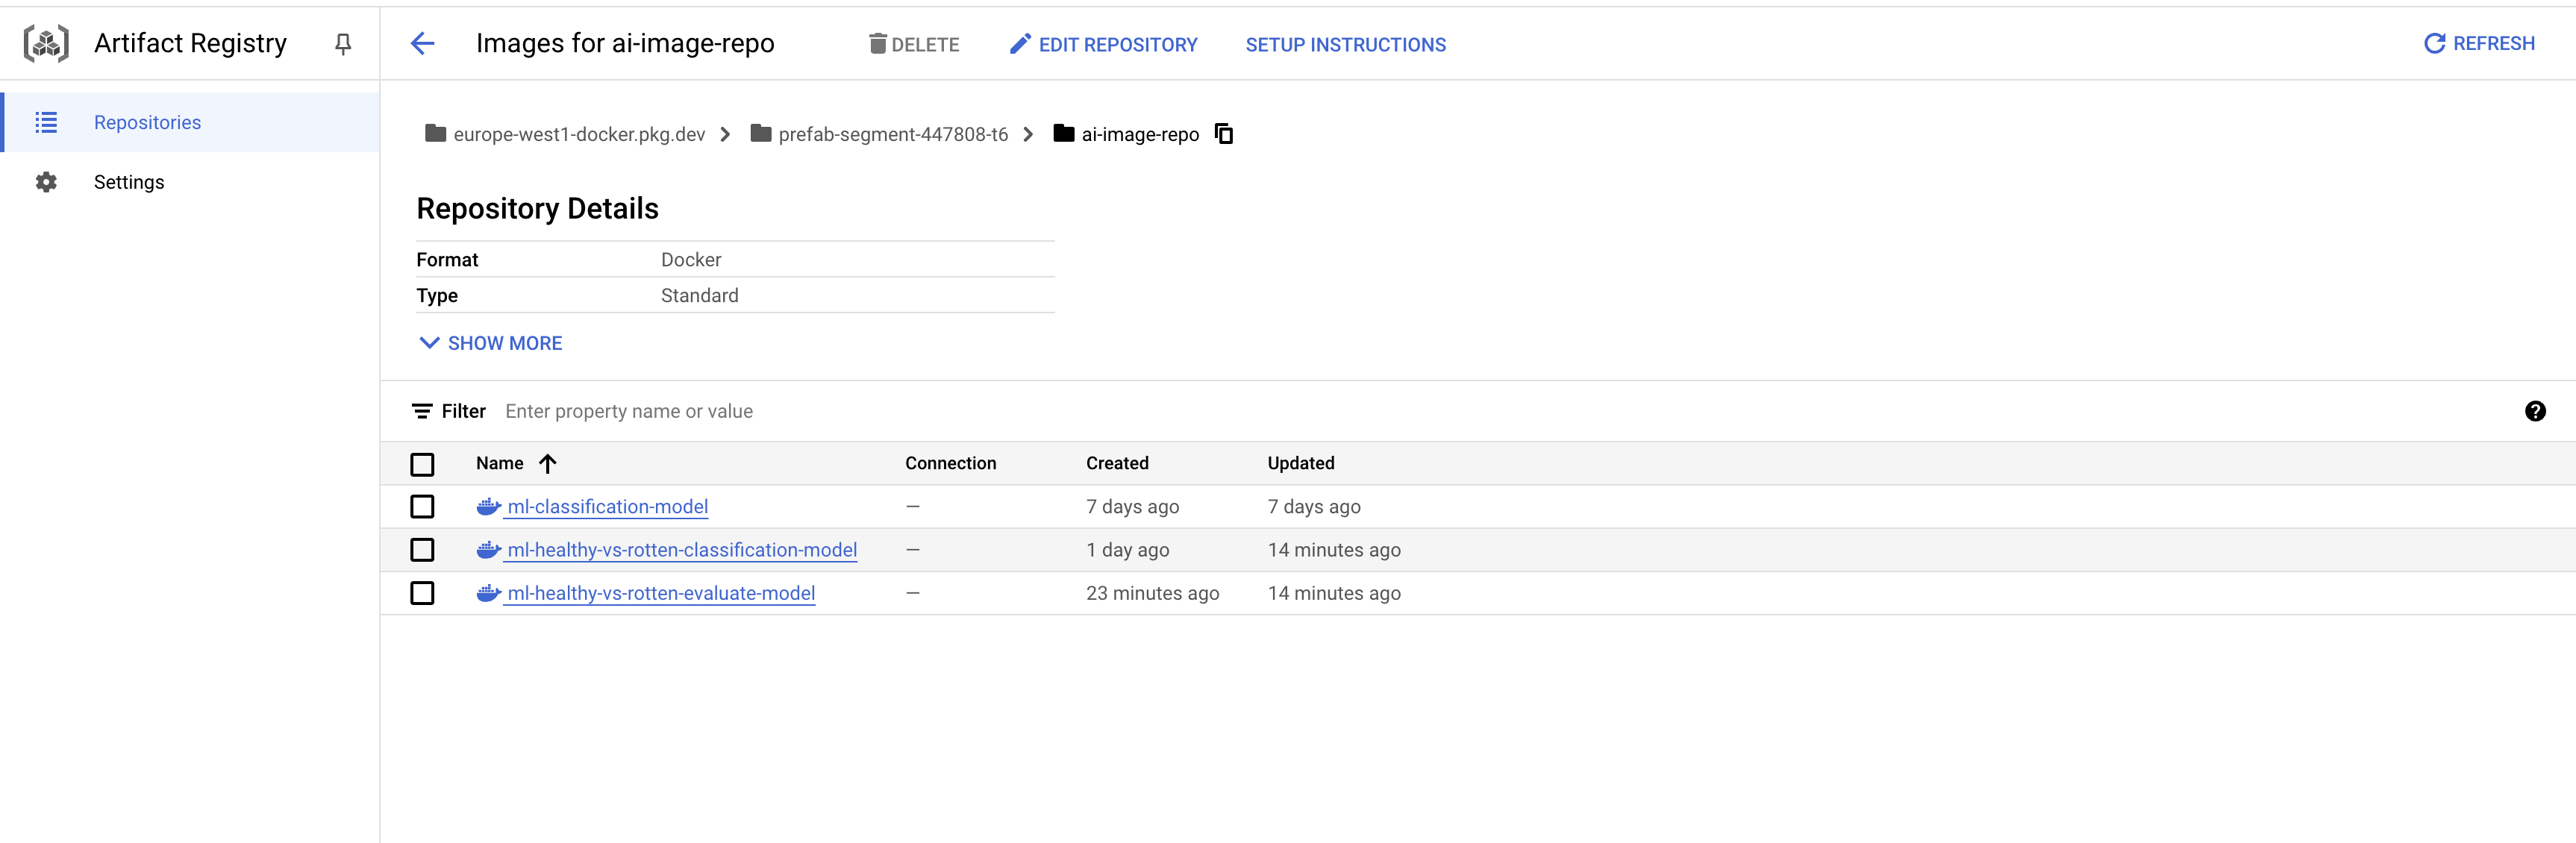 Artifact Registry
Images for ai-image-repo
DELETE
EDIT REPOSITORY
SETUP INSTRUCTIONS
REFRESH
Repositories
Settings
europe-west1-docker.pkg.dev
prefab-segment-447808-t6
ai-image-repo
Repository Details
Format Docker
Type Standard
SHOW MORE
Filter Enter property name or value
Name Connection Created Updated
ml-classification-model — 7 days ago 7 days ago
ml-healthy-vs-rotten-classification-model — 1 day ago 14 minutes ago
ml-healthy-vs-rotten-evaluate-model — 23 minutes ago 14 minutes ago